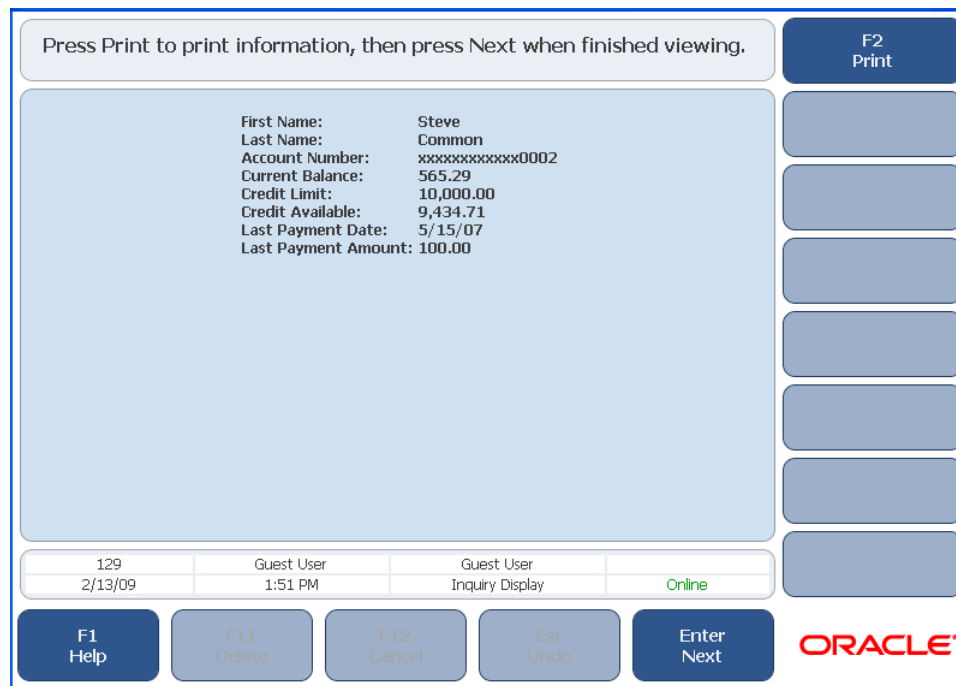 Press Print to print information, then press Next when finished viewing.
F2
Print
First Name: Steve
Last Name: Common
Account Number: xxxxxxxxxxxx0002
Current Balance: 565.29
Credit Limit: 10,000.00
Credit Available: 9,434.71
Last Payment Date: 5/15/07
Last Payment Amount: 100.00
129 Guest User Guest User
2/13/09 1:51 PM Inquiry Display Online
F1
Help
F11
Delete
F12
Cancel
Esc
Undo
Enter
Next
ORACLE